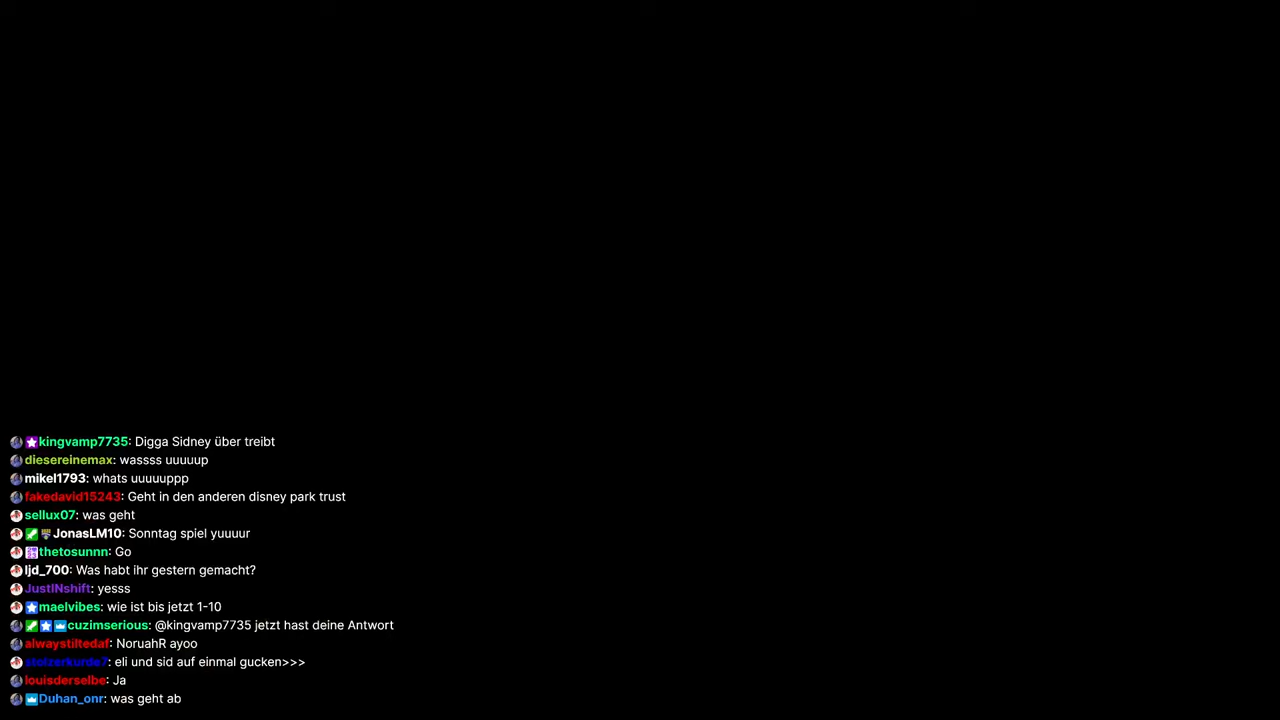 kingvamp7735: Digga Sidney über treibt
diesereinemax: wassss uuuuup
mikel1793: whats uuuuuppp
fakedavid15243: Geht in den anderen disney park trust
sellux07: was geht
JonasLM10: Sonntag spiel yuuuur
thetosunnn: Go
ljd_700: Was habt ihr gestern gemacht?
JustINshift: yesss
maelvibes: wie ist bis jetzt 1-10
cuzimserious: @kingvamp7735 jetzt hast deine Antwort
alwaystiltedaf: NoruahR ayoo
stolzerkurde7: eli und sid auf einmal gucken>>>
louisderselbe: Ja
Duhan_onr: was geht ab